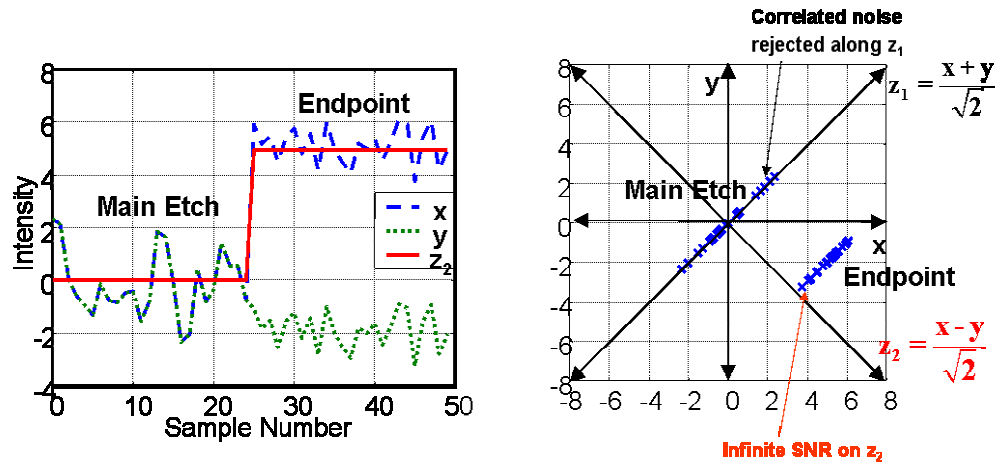 8
6
4
2
0
-2
-4
Intensity
Endpoint
Main Etch
x
y
z2
0 10 20 30 40 50
Sample Number
Correlated noise
rejected along z1
z1 = x + y / √2
8
6
4
2
0
-2
-4
-6
-8
y
Main Etch
x
Endpoint
z2 = x - y / √2
-8 -6 -4 -2 0 2 4 6 8
Infinite SNR on z2